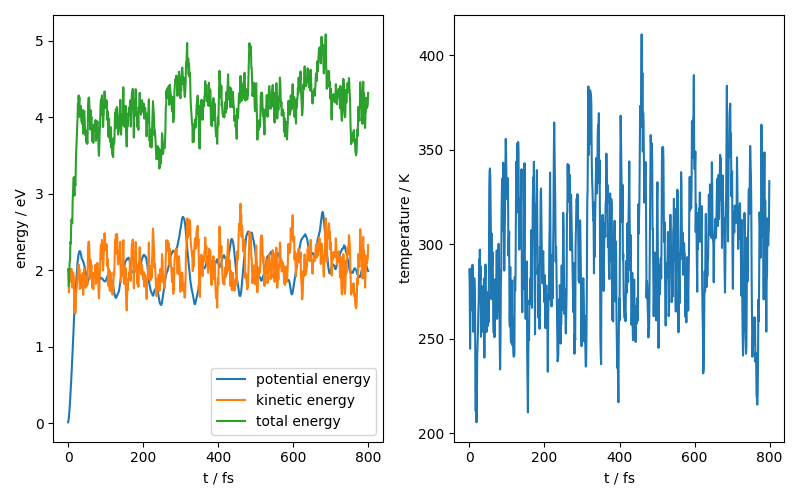 energy / eV
5
4
3
2
1
0
0 200 400 600 800
t / fs
potential energy
kinetic energy
total energy
temperature / K
400
350
300
250
200
0 200 400 600 800
t / fs